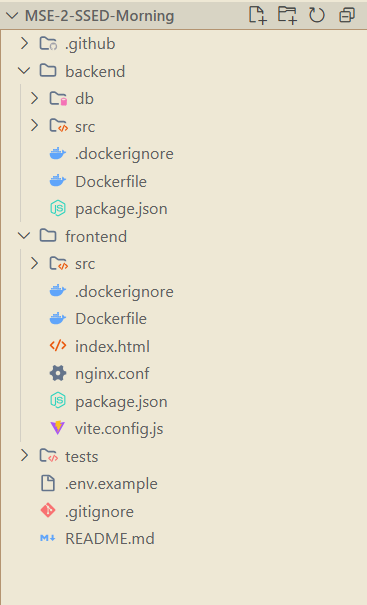 MSE-2-SSED-Morning
.github
backend
db
src
.dockerignore
Dockerfile
package.json
frontend
src
.dockerignore
Dockerfile
index.html
nginx.conf
package.json
vite.config.js
tests
.env.example
.gitignore
README.md